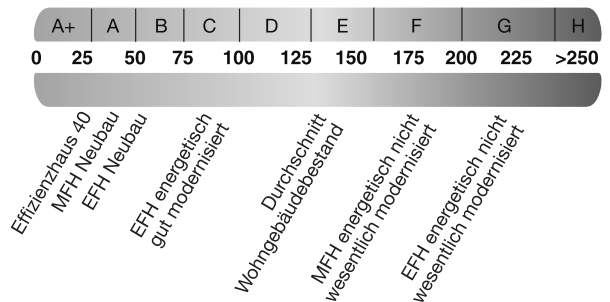 A+ A B C D E F G H
0 25 50 75 100 125 150 175 200 225 >250
Effizienzhaus 40
MFH Neubau
EFH Neubau
EFH energetisch
gut modernisiert
Durchschnitt
Wohngebäudebestand
MFH energetisch nicht
wesentlich modernisiert
EFH energetisch nicht
wesentlich modernisiert